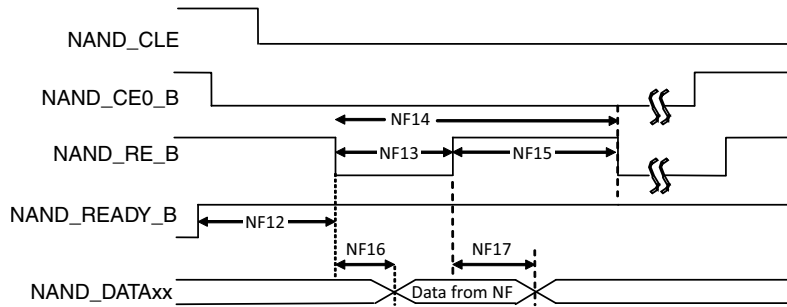 NAND_CLE
NAND_CE0_B
NF14
NAND_RE_B
NF13
NF15
NAND_READY_B
NF12
NF16
NF17
NAND_DATAxx
Data from NF